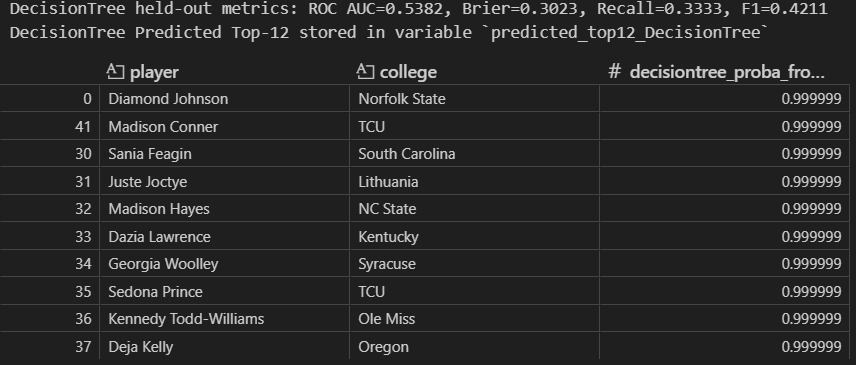 DecisionTree held-out metrics: ROC AUC=0.5382, Brier=0.3023, Recall=0.3333, F1=0.4211
DecisionTree Predicted Top-12 stored in variable `predicted_top12_DecisionTree`
player college # decisiontree_proba_fro...
0 Diamond Johnson Norfolk State 0.999999
41 Madison Conner TCU 0.999999
30 Sania Feagin South Carolina 0.999999
31 Juste Joctye Lithuania 0.999999
32 Madison Hayes NC State 0.999999
33 Dazia Lawrence Kentucky 0.999999
34 Georgia Woolley Syracuse 0.999999
35 Sedona Prince TCU 0.999999
36 Kennedy Todd-Williams Ole Miss 0.999999
37 Deja Kelly Oregon 0.999999